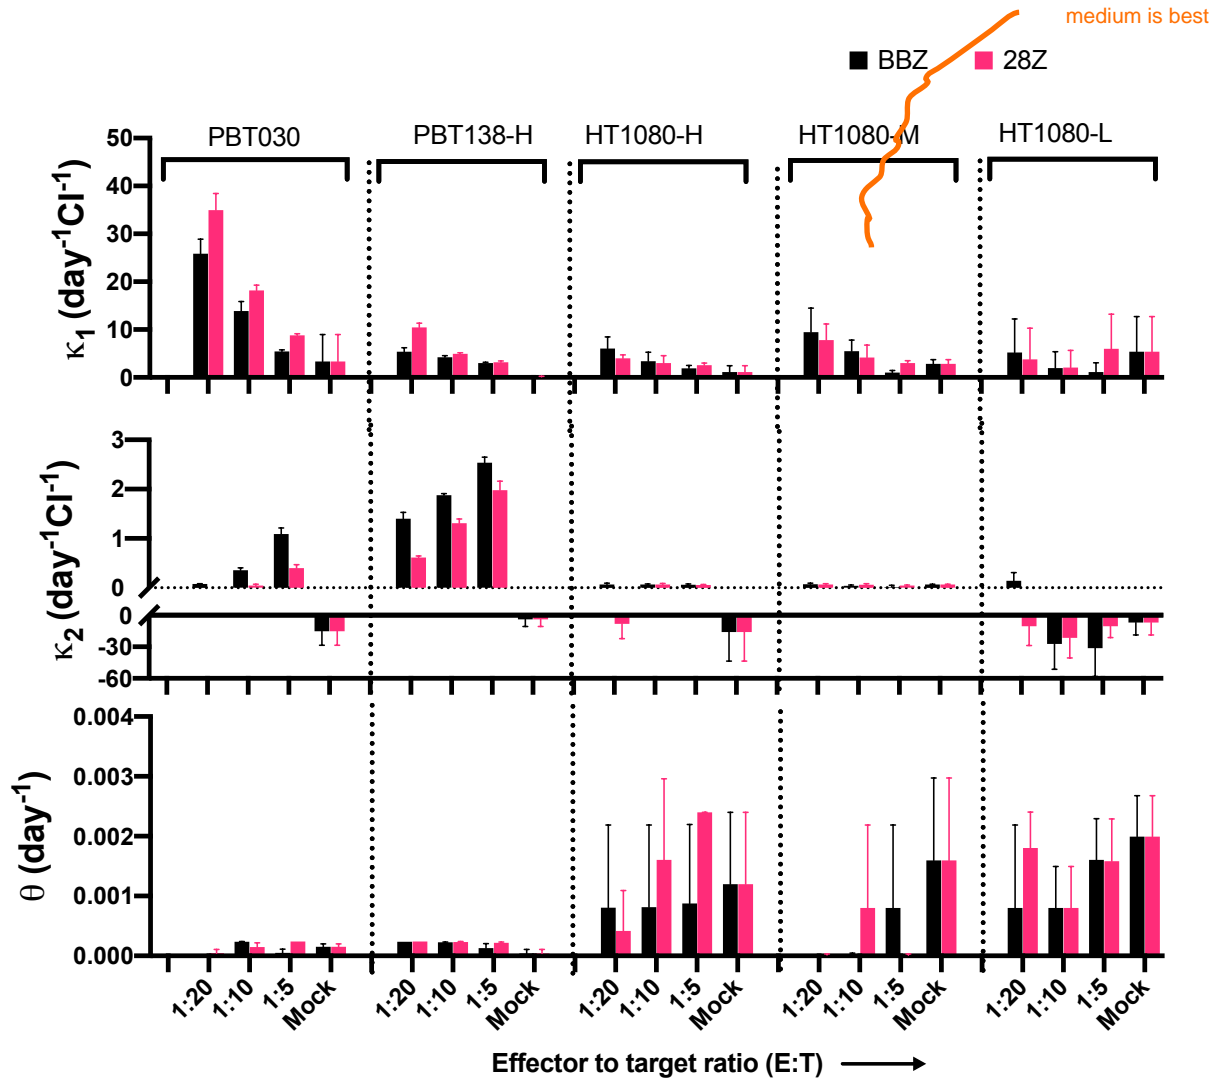 medium is best
BBZ 28Z
PBT030 PBT138-H HT1080-H HT1080-M HT1080-L
κ₁ (day⁻¹CI⁻¹)
50
40
30
20
10
0
κ₂ (day⁻¹CI⁻¹)
3
2
1
0
0
-30
-60
θ (day⁻¹)
0.004
0.003
0.002
0.001
0.000
1:20 1:10 1:5 Mock 1:20 1:10 1:5 Mock 1:20 1:10 1:5 Mock 1:20 1:10 1:5 Mock 1:20 1:10 1:5 Mock
Effector to target ratio (E:T)